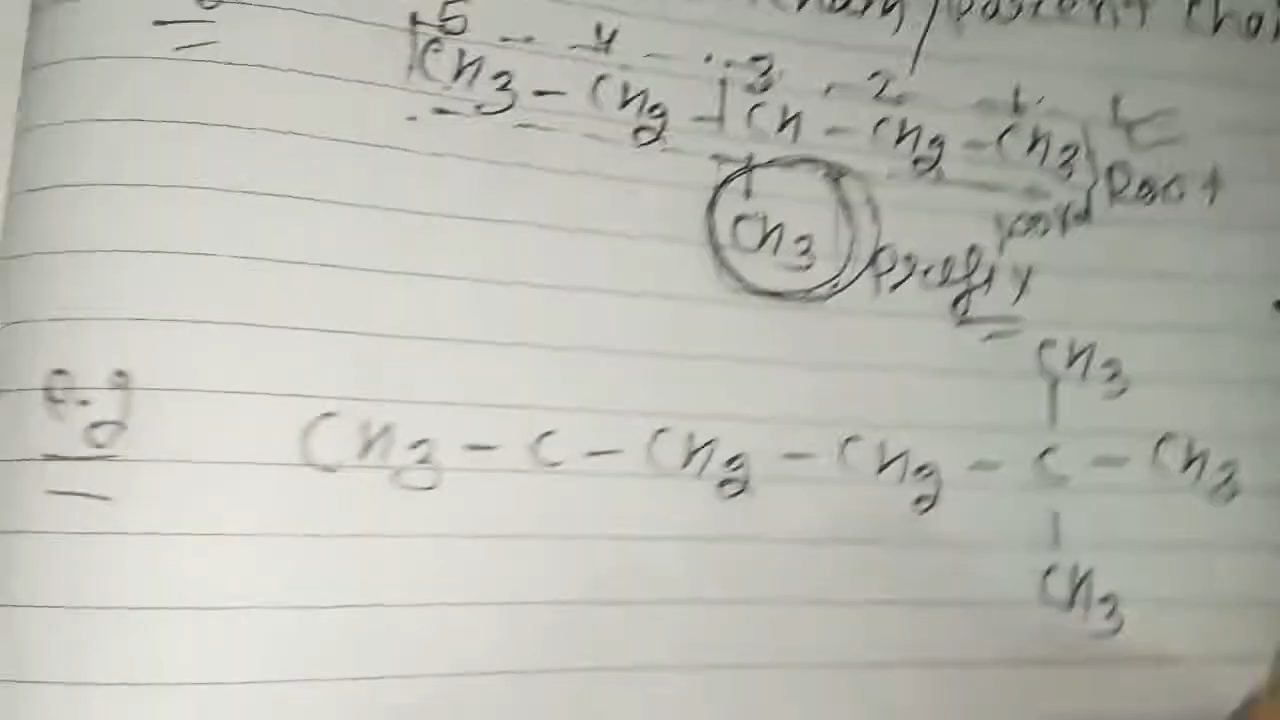 5 - 4 - 3 - 2 - 1
CH3 - CH2 - CH - CH2 - CH3 } Root
word
CH3 Prefix
CH3
e.g CH3 - C - CH2 - CH2 - C - CH3
CH3